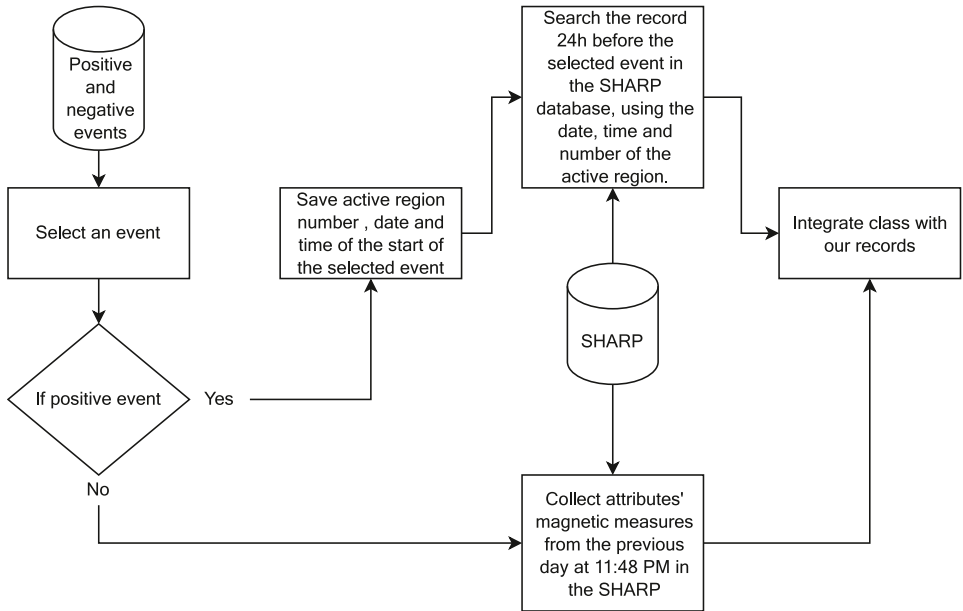 Positive
and
negative
events
Select an event
If positive event
Yes
No
Save active region
number , date and
time of the start of
the selected event
Search the record
24h before the
selected event in
the SHARP
database, using the
date, time and
number of the
active region.
SHARP
Collect attributes'
magnetic measures
from the previous
day at 11:48 PM in
the SHARP
Integrate class with
our records